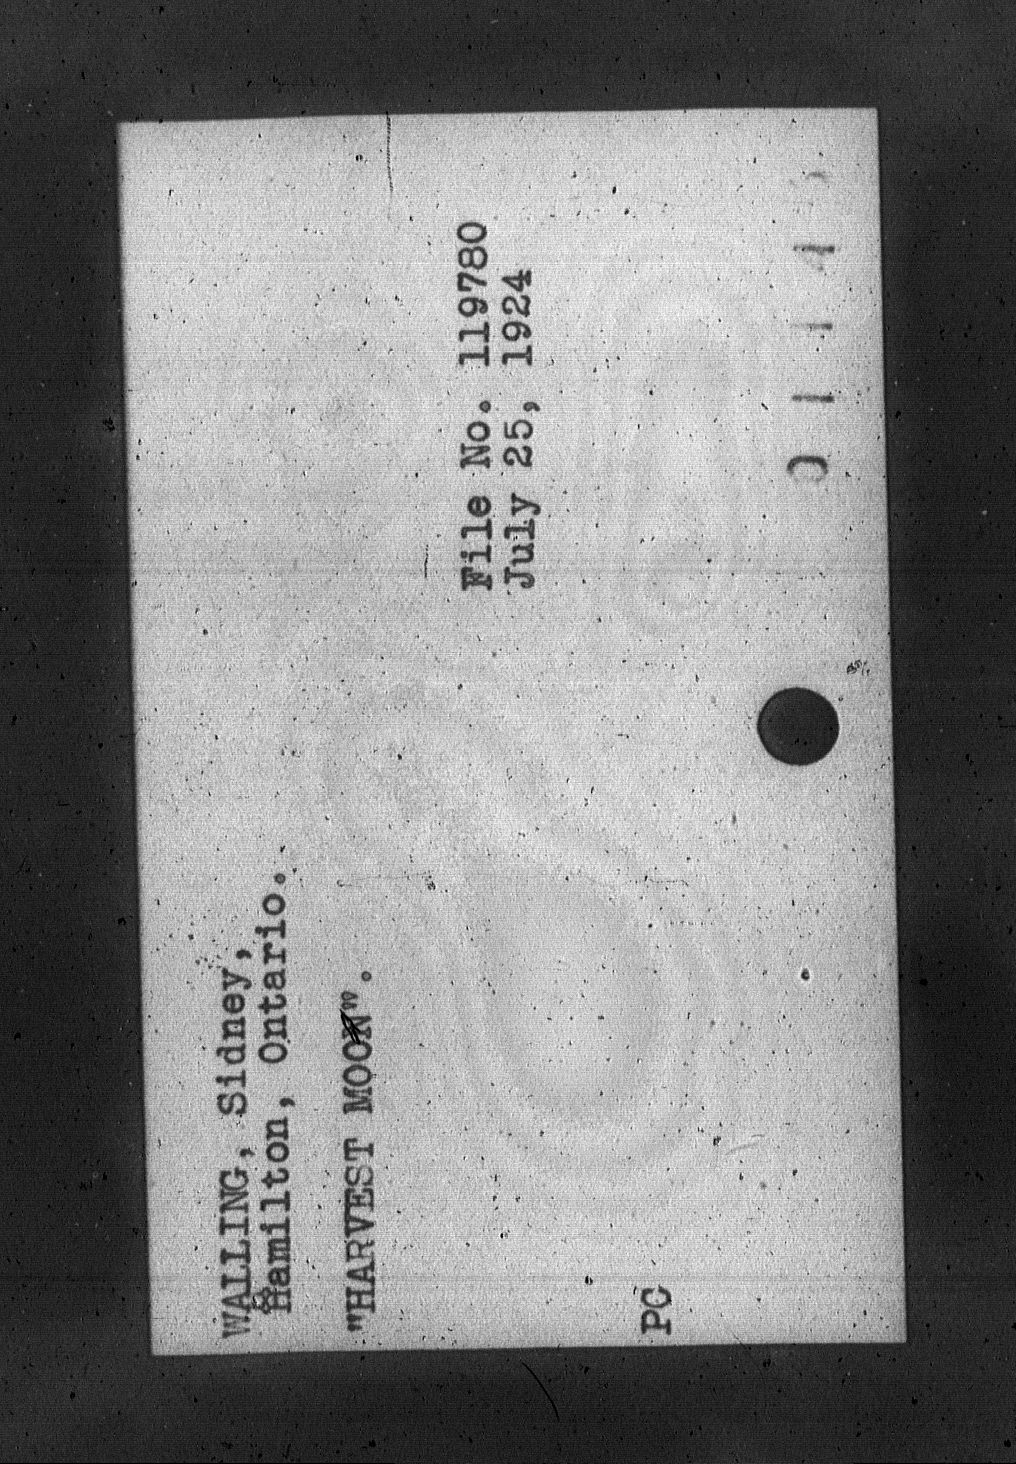 WALLING, Sidney,
Hamilton, Ontario.
"HARVEST MOON".
File No. 119780
July 25, 1924
PC